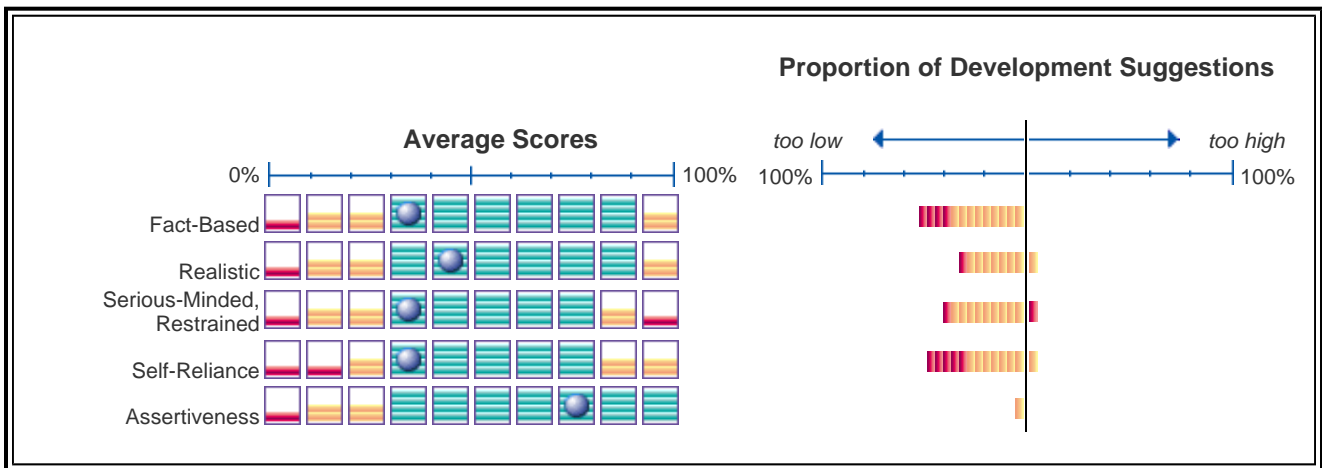 Proportion of Development Suggestions
Average Scores
too low
too high
0%
100%
100%
100%
Fact-Based
Realistic
Serious-Minded,
Restrained
Self-Reliance
Assertiveness